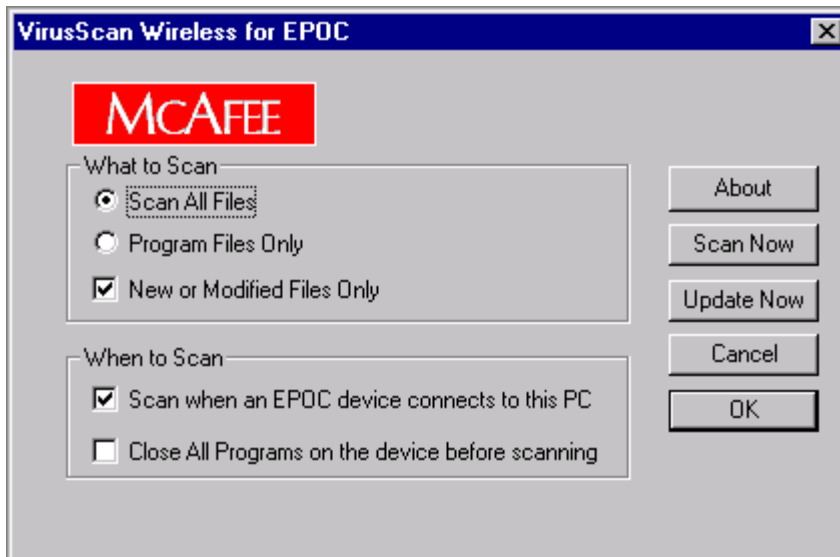 VirusScan Wireless for EPOC
McAfee
What to Scan
Scan All Files
Program Files Only
New or Modified Files Only
When to Scan
Scan when an EPOC device connects to this PC
Close All Programs on the device before scanning
About
Scan Now
Update Now
Cancel
OK